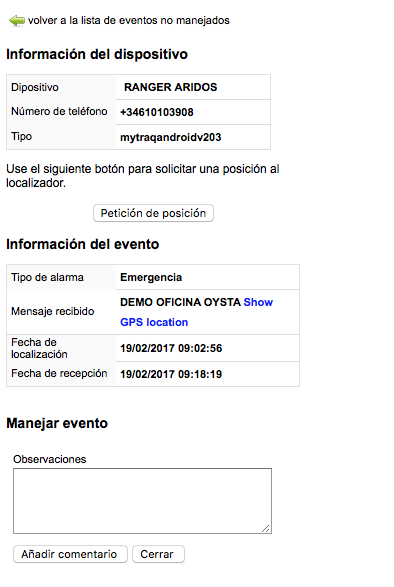 volver a la lista de eventos no manejados
Información del dispositivo
Dipositivo RANGER ARIDOS
Número de teléfono +34610103908
Tipo mytraqandroidv203
Use el siguiente botón para solicitar una posición al
localizador.
Petición de posición
Información del evento
Tipo de alarma Emergencia
Mensaje recibido DEMO OFICINA OYSTA Show
GPS location
Fecha de
localización 19/02/2017 09:02:56
Fecha de recepción 19/02/2017 09:18:19
Manejar evento
Observaciones
Añadir comentario Cerrar